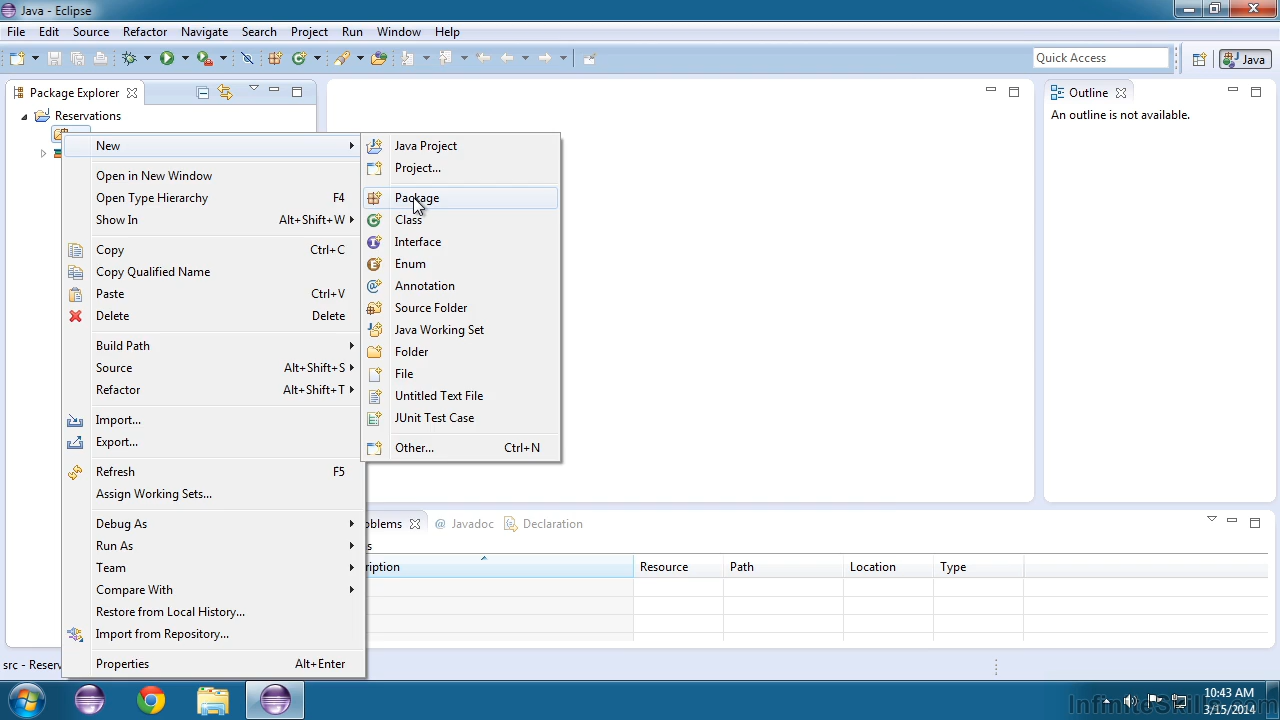 Java - Eclipse
File Edit Source Refactor Navigate Search Project Run Window Help
Quick Access
Java
Package Explorer
Outline
Reservations
An outline is not available.
New
Open in New Window
Open Type Hierarchy F4
Show In Alt+Shift+W
Copy Ctrl+C
Copy Qualified Name
Paste Ctrl+V
Delete Delete
Build Path
Source Alt+Shift+S
Refactor Alt+Shift+T
Import...
Export...
Refresh F5
Assign Working Sets...
Debug As
Run As
Team
Compare With
Restore from Local History...
Import from Repository...
Properties Alt+Enter
Java Project
Project...
Package
Class
Interface
Enum
Annotation
Source Folder
Java Working Set
Folder
File
Untitled Text File
JUnit Test Case
Other... Ctrl+N
oblems @ Javadoc Declaration
s
ription Resource Path Location Type
src - Reserv
10:43 AM
3/15/2014